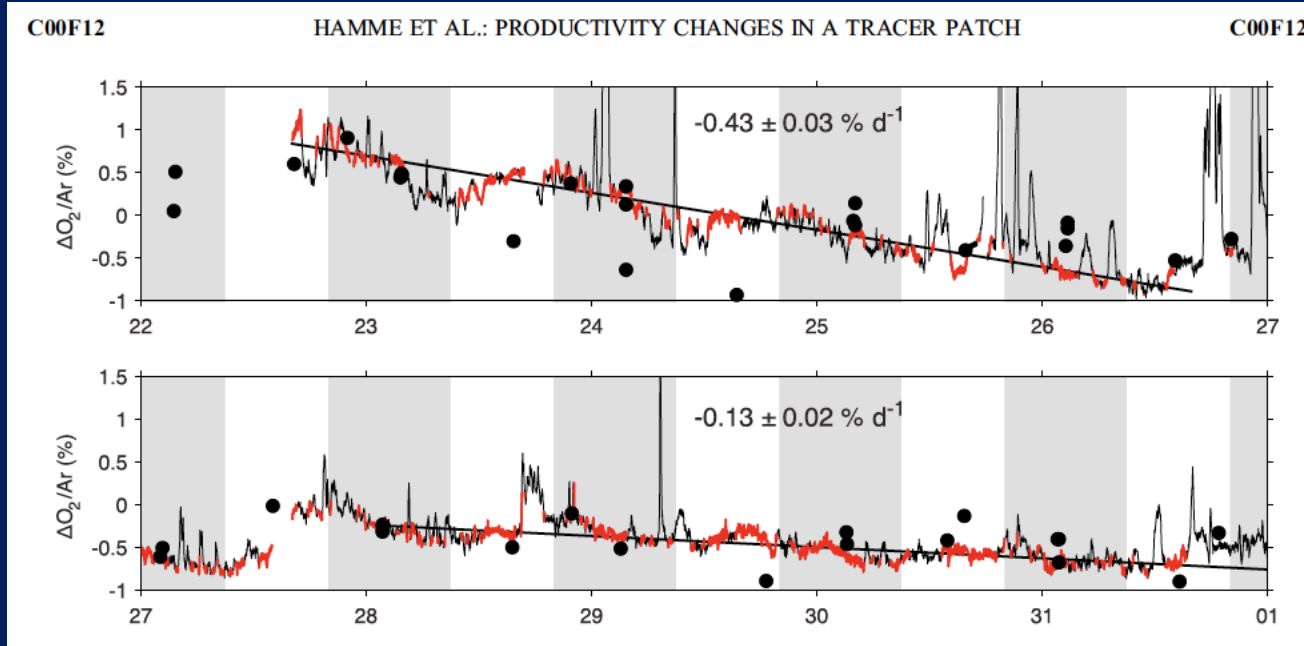 C00F12 HAMME ET AL.: PRODUCTIVITY CHANGES IN A TRACER PATCH C00F12
1.5
1
0.5
0
-0.5
-1
ΔO2/Ar (%)
-0.43 ± 0.03 % d-1
22 23 24 25 26 27
1.5
1
0.5
0
-0.5
-1
ΔO2/Ar (%)
-0.13 ± 0.02 % d-1
27 28 29 30 31 01